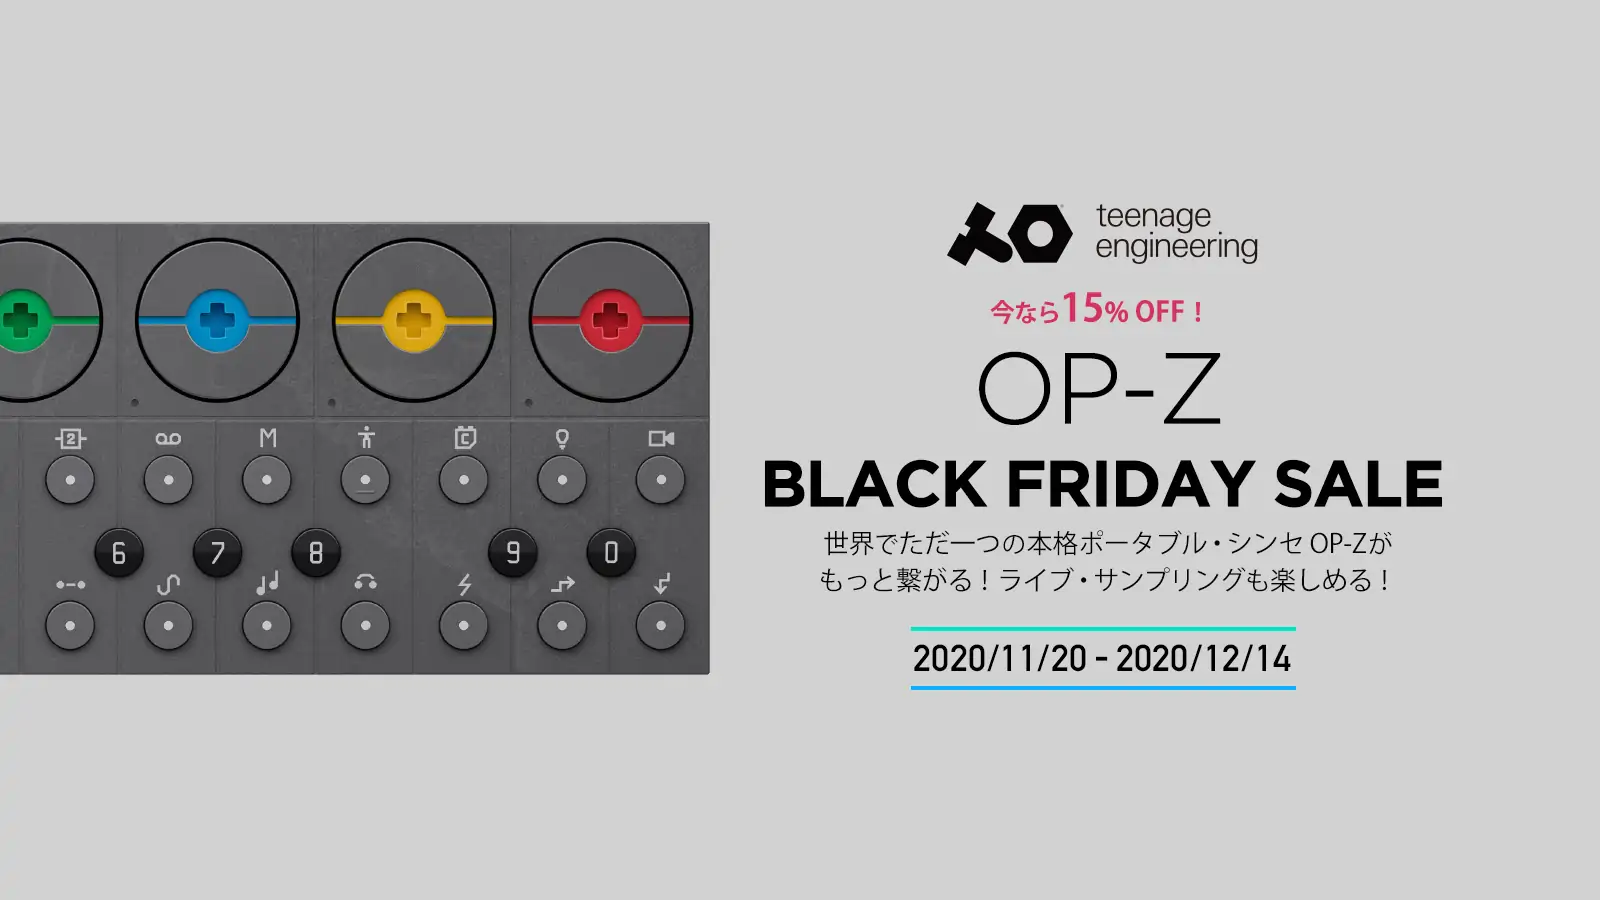 teenage
engineering
今なら15% OFF！
OP-Z
BLACK FRIDAY SALE
世界でただ一つの本格ポータブル・シンセ OP-Zが
もっと繋がる！ライブ・サンプリングも楽しめる！
2020/11/20 - 2020/12/14
2 M C
6 7 8 9 0